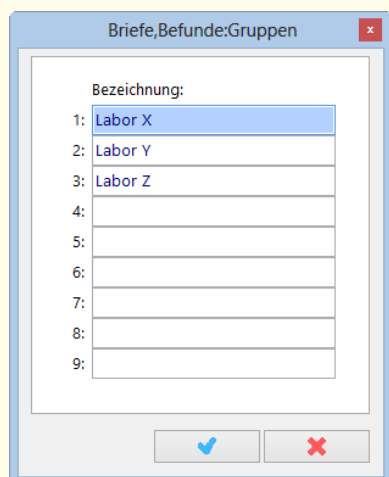 Briefe,Befunde:Gruppen
x
Bezeichnung:
1: Labor X
2: Labor Y
3: Labor Z
4:
5:
6:
7:
8:
9: